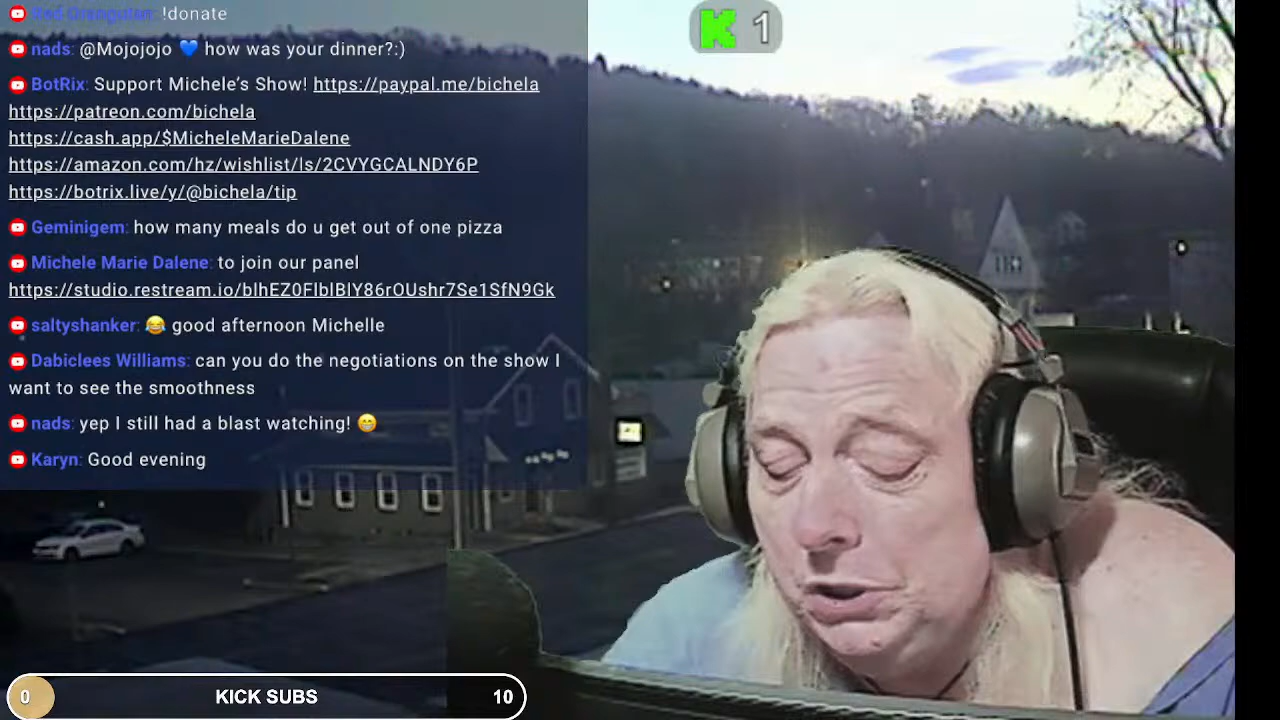 !donate
nads: @Mojojojo 💙 how was your dinner?:)
BotRix: Support Michele's Show! https://paypal.me/bichela
https://patreon.com/bichela
https://cash.app/$MicheleMarieDalene
https://amazon.com/hz/wishlist/ls/2CVYGCALNDY6P
https://botrix.live/y/@bichela/tip
Geminigem: how many meals do u get out of one pizza
Michele Marie Dalene: to join our panel
https://studio.restream.io/blhEZ0FlbIBlY86rOUshr7Se1SfN9Gk
saltyshanker: 😂 good afternoon Michelle
Dabiclees Williams: can you do the negotiations on the show I
want to see the smoothness
nads: yep I still had a blast watching! 😁
Karyn: Good evening
K 1
0 KICK SUBS 10